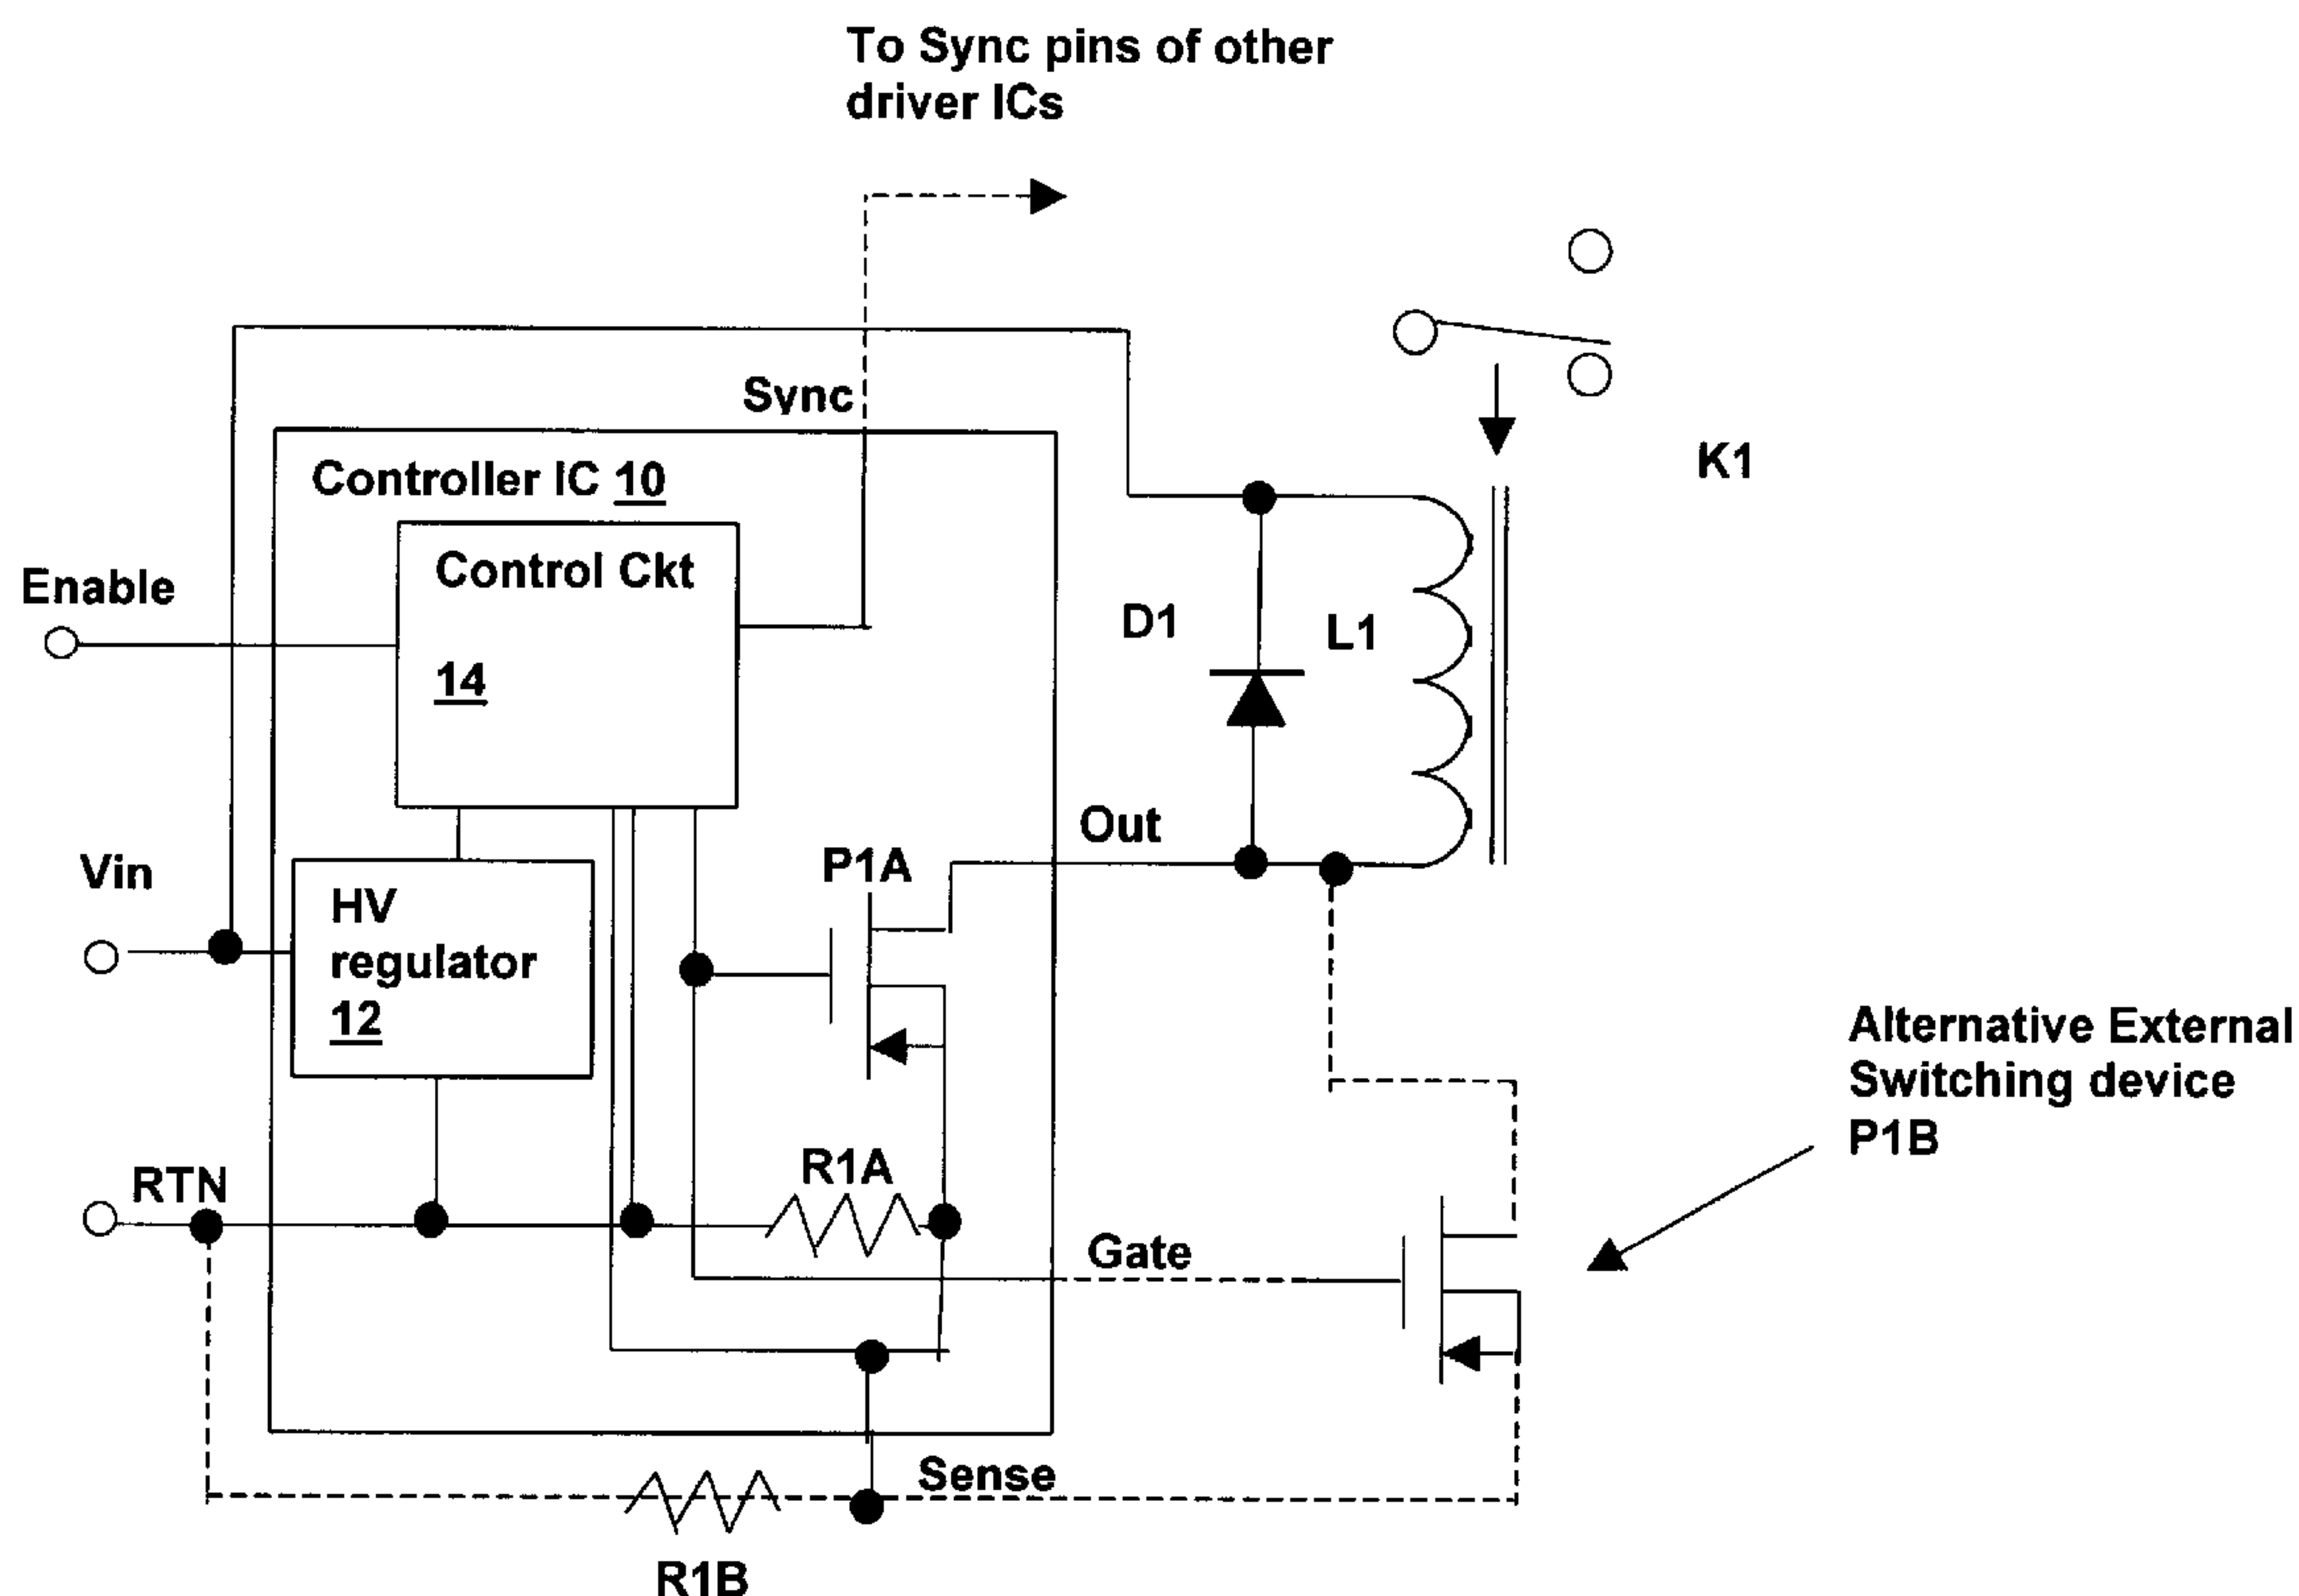 To Sync pins of other
driver ICs
Sync
Controller IC 10
K1
Control Ckt
14
Enable
D1
L1
Out
Vin
P1A
HV
regulator
12
Alternative External
Switching device
P1B
RTN
R1A
Gate
Sense
R1B